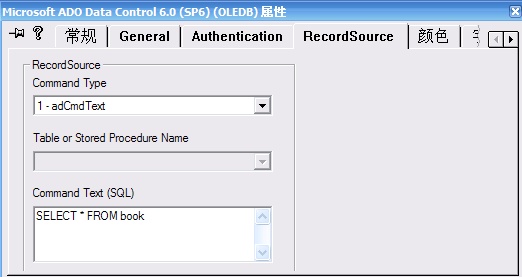 Microsoft ADO Data Control 6.0 (SP6) (OLEDB) 属性
常规 General Authentication RecordSource 颜色
RecordSource
Command Type
1 - adCmdText
Table or Stored Procedure Name
Command Text (SQL)
SELECT * FROM book